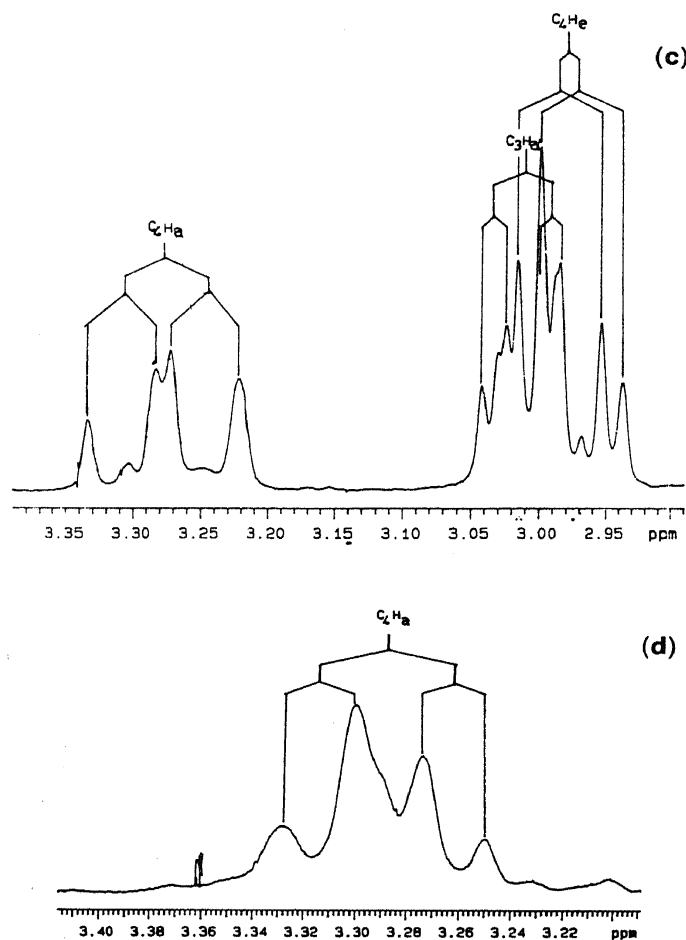 C₄He
(c)
C₃Ha
C₄Ha
3.35 3.30 3.25 3.20 3.15 3.10 3.05 3.00 2.95 ppm
C₄Ha
(d)
3.40 3.38 3.36 3.34 3.32 3.30 3.28 3.26 3.24 3.22 ppm